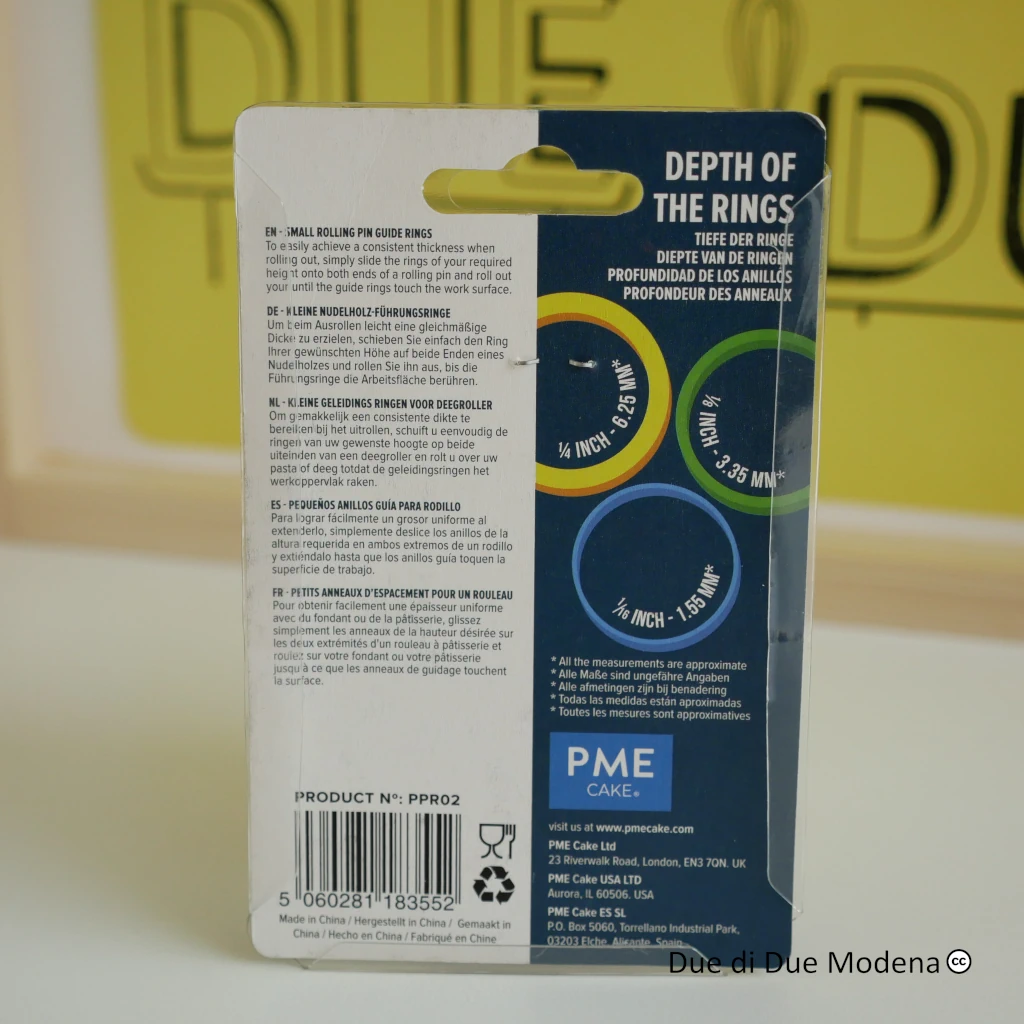 DUE DU
DEPTH OF
THE RINGS
TIEFE DER RINGE
DIEPTE VAN DE RINGEN
PROFUNDIDAD DE LOS ANILLOS
PROFONDEUR DES ANNEAUX
EN - SMALL ROLLING PIN GUIDE RINGS
To easily achieve a consistent thickness when
rolling out, simply slide the rings of your required
height onto both ends of a rolling pin and roll out
your until the guide rings touch the work surface.
DE - KLEINE NUDELHOLZ-FÜHRUNGSRINGE
Um beim Ausrollen leicht eine gleichmäßige
Dicke zu erzielen, schieben Sie einfach den Ring
Ihrer gewünschten Höhe auf beide Enden eines
Nudelholzes und rollen Sie ihn aus, bis die
Führungsringe die Arbeitsfläche berühren.
NL - KLEINE GELEIDINGS RINGEN VOOR DEEGROLLER
Om gemakkelijk een consistente dikte te
bereiken bij het uitrollen, schuift u eenvoudig de
ringen van uw gewenste hoogte op beide
uiteinden van een deegroller en rolt u over uw
pasta of deeg totdat de geleidingsringen het
werkoppervlak raken.
ES - PEQUEÑOS ANILLOS GUÍA PARA RODILLO
Para lograr fácilmente un grosor uniforme al
extenderlo, simplemente deslice los anillos de la
altura requerida en ambos extremos de un rodillo
y extiéndalo hasta que los anillos guía toquen la
superficie de trabajo.
FR - PETITS ANNEAUX D'ESPACEMENT POUR UN ROULEAU
Pour obtenir facilement une épaisseur uniforme
avec du fondant ou de la pâtisserie, glissez
simplement les anneaux de la hauteur désirée sur
les deux extrémités d'un rouleau à pâtisserie et
roulez sur votre fondant ou votre pâtisserie
jusqu'à ce que les anneaux de guidage touchent
la surface.
1/4 INCH - 6.25 MM*
1/8 INCH - 3.35 MM*
1/16 INCH - 1.55 MM*
* All the measurements are approximate
* Alle Maße sind ungefähre Angaben
* Alle afmetingen zijn bij benadering
* Todas las medidas están aproximadas
* Toutes les mesures sont approximatives
PME
CAKE®
visit us at www.pmecake.com
PME Cake Ltd
23 Riverwalk Road, London, EN3 7QN. UK
PME Cake USA LTD
Aurora, IL 60506. USA
PME Cake ES SL
P.O. Box 5060, Torrellano Industrial Park,
03203 Elche, Alicante, Spain
PRODUCT Nº: PPR02
5 060281 183552
Made in China / Hergestellt in China / Gemaakt in
China / Hecho en China / Fabriqué en Chine
Due di Due Modena cc